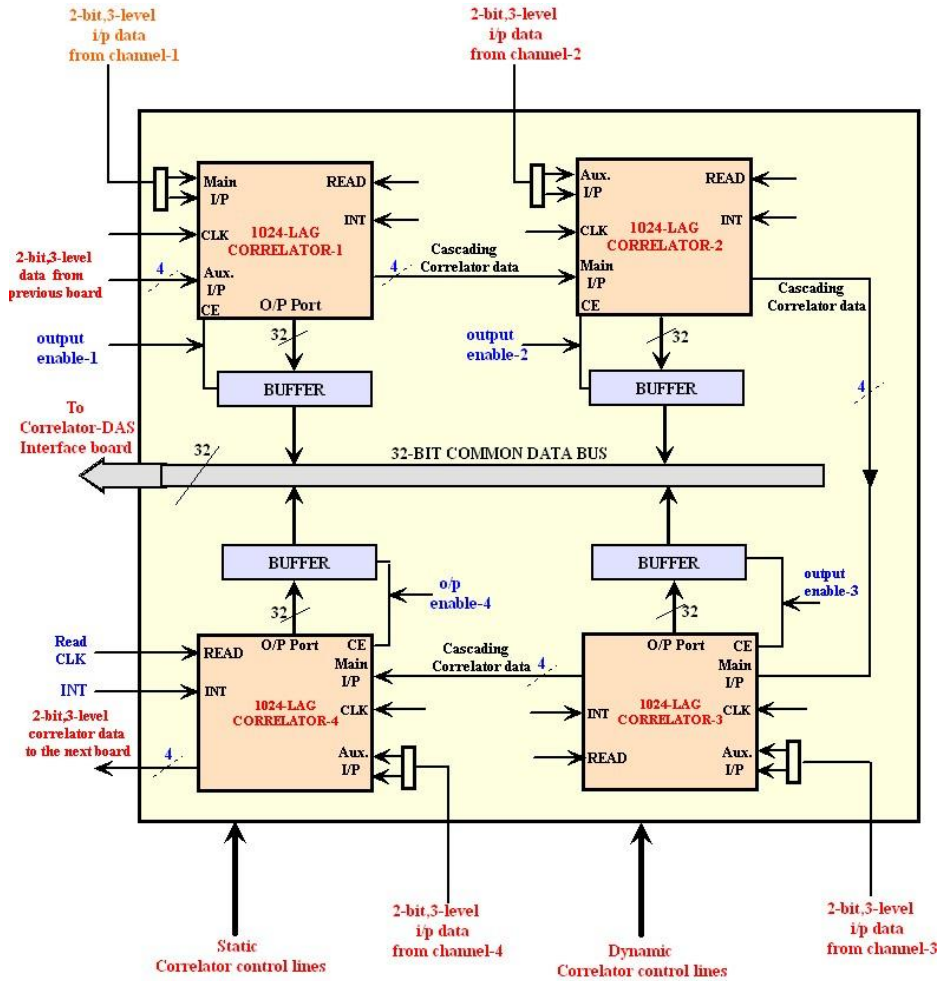 2-bit,3-level
i/p data
from channel-1
2-bit,3-level
i/p data
from channel-2
Main
I/P
READ
INT
CLK
1024-LAG
CORRELATOR-1
Aux.
I/P
O/P Port
CE
2-bit,3-level
data from
previous board
4
Cascading
Correlator data
4
Aux.
I/P
READ
INT
CLK
1024-LAG
CORRELATOR-2
Main
I/P
CE
Cascading
Correlator data
4
output
enable-1
32
BUFFER
output
enable-2
32
BUFFER
To
Correlator-DAS
Interface board
32
32-BIT COMMON DATA BUS
BUFFER
o/p
enable-4
32
BUFFER
output
enable-3
32
Read
CLK
INT
2-bit,3-level
correlator data
to the next board
4
O/P Port
CE
READ
Main
I/P
INT
1024-LAG
CORRELATOR-4
CLK
Aux.
I/P
Cascading
Correlator data
4
O/P Port
CE
Main
I/P
INT
1024-LAG
CORRELATOR-3
CLK
READ
Aux.
I/P
2-bit,3-level
i/p data
from channel-4
2-bit,3-level
i/p data
from channel-3
Static
Correlator control lines
Dynamic
Correlator control lines